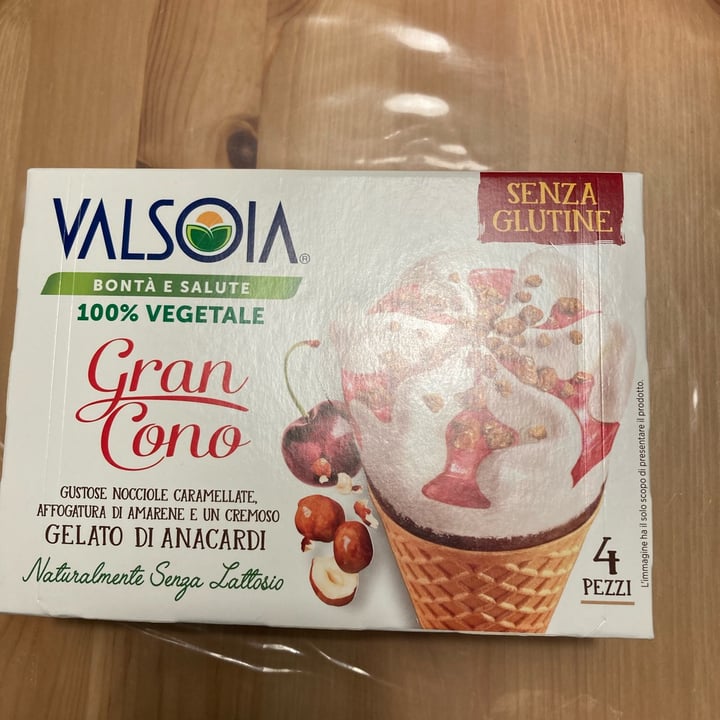 VALSOIA®
BONTÀ E SALUTE
100% VEGETALE
SENZA
GLUTINE
Gran
Cono
GUSTOSE NOCCIOLE CARAMELLATE,
AFFOGATURA DI AMARENE E UN CREMOSO
GELATO DI ANACARDI
Naturalmente Senza Lattosio
4
PEZZI
L'immagine ha il solo scopo di presentare il prodotto.